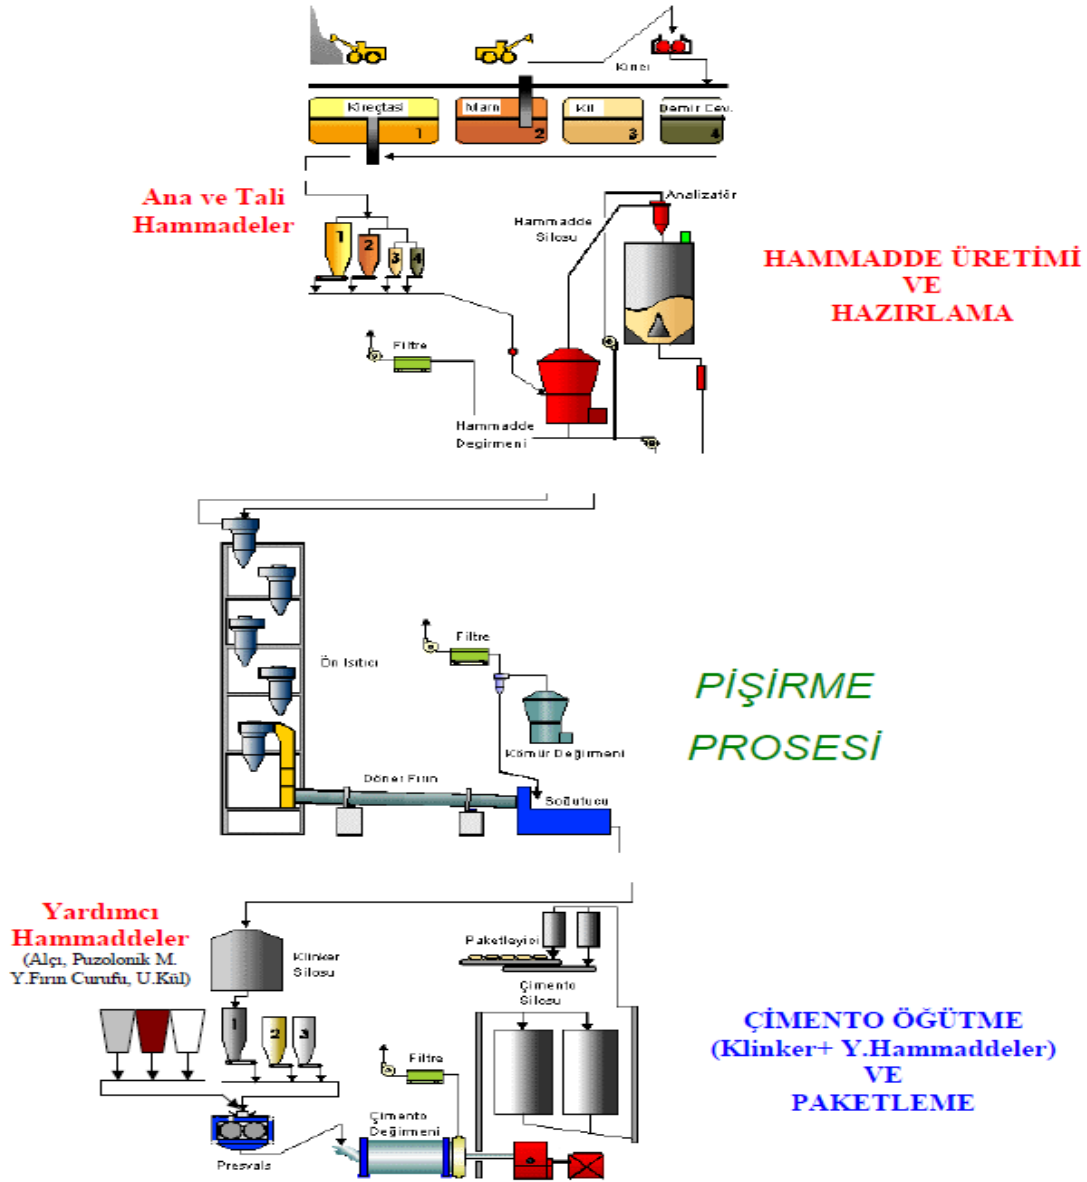 Kırıcı
Kireçtası
Marn
Kil
Demir Cev.
1
2
3
4
Ana ve Tali
Hammadeler
Analizatör
Hammadde
Silosu
1
2
3
4
HAMMADDE ÜRETİMİ
VE
HAZIRLAMA
Filtre
Hammadde
Degirmeni
Ön Isıtıcı
Filtre
Kömür Değirmeni
Döner Fırın
Soğutucu
PİŞİRME
PROSESİ
Yardımcı
Hammaddeler
(Alçı, Puzolonik M.
Y.Fırın Curufu, U.Kül)
Klinker
Silosu
Paketleyici
Çimento
Silosu
1
2
3
Filtre
Çimento
Değirmeni
Presvals
ÇİMENTO ÖĞÜTME
(Klinker+ Y.Hammaddeler)
VE
PAKETLEME